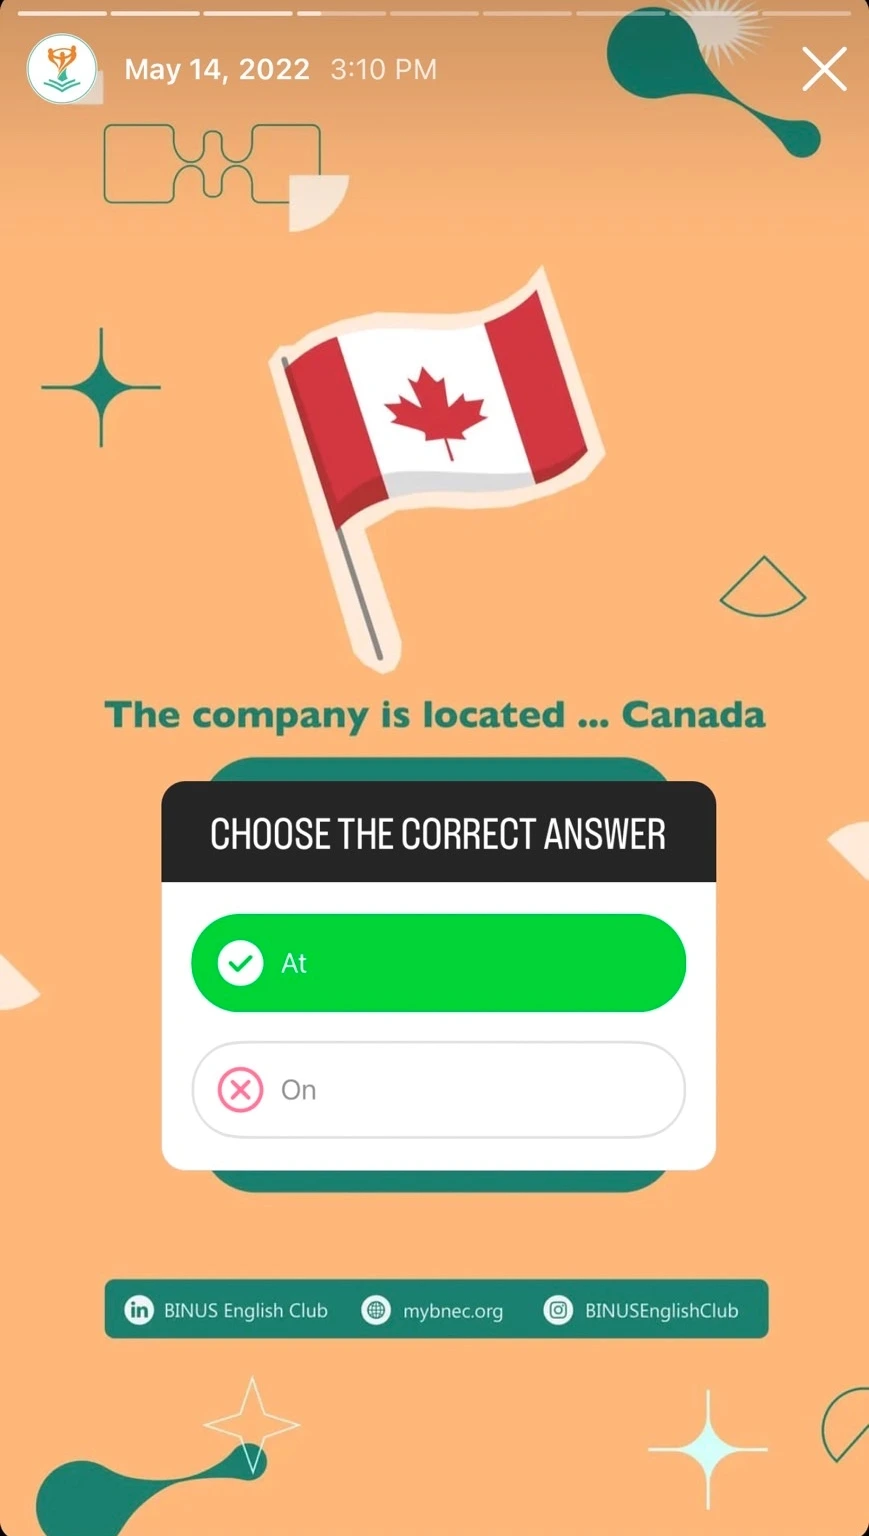 May 14, 2022 3:10 PM
The company is located ... Canada
CHOOSE THE CORRECT ANSWER
At
On
in BINUS English Club mybnec.org BINUSEnglishClub